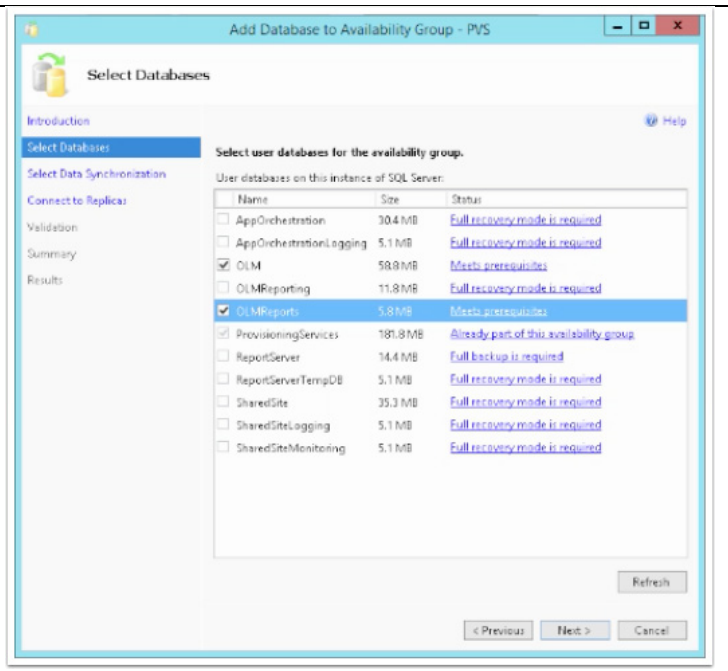 Add Database to Availability Group - PVS
Select Databases
Introduction
Help
Select Databases
Select user databases for the availability group.
Select Data Synchronization
User databases on this instance of SQL Server:
Connect to Replicas
Name Size Status
Validation
AppOrchestration 30.4 MB Full recovery mode is required
AppOrchestrationLogging 5.1 MB Full recovery mode is required
Summary
OLM 58.8 MB Meets prerequisites
Results
OLMReporting 11.8 MB Full recovery mode is required
OLMReports 5.8 MB Meets prerequisites
ProvisioningServices 181.8 MB Already part of this availability group
ReportServer 14.4 MB Full backup is required
ReportServerTempDB 5.1 MB Full recovery mode is required
SharedSite 35.3 MB Full recovery mode is required
SharedSiteLogging 5.1 MB Full recovery mode is required
SharedSiteMonitoring 5.1 MB Full recovery mode is required
Refresh
< Previous Next > Cancel